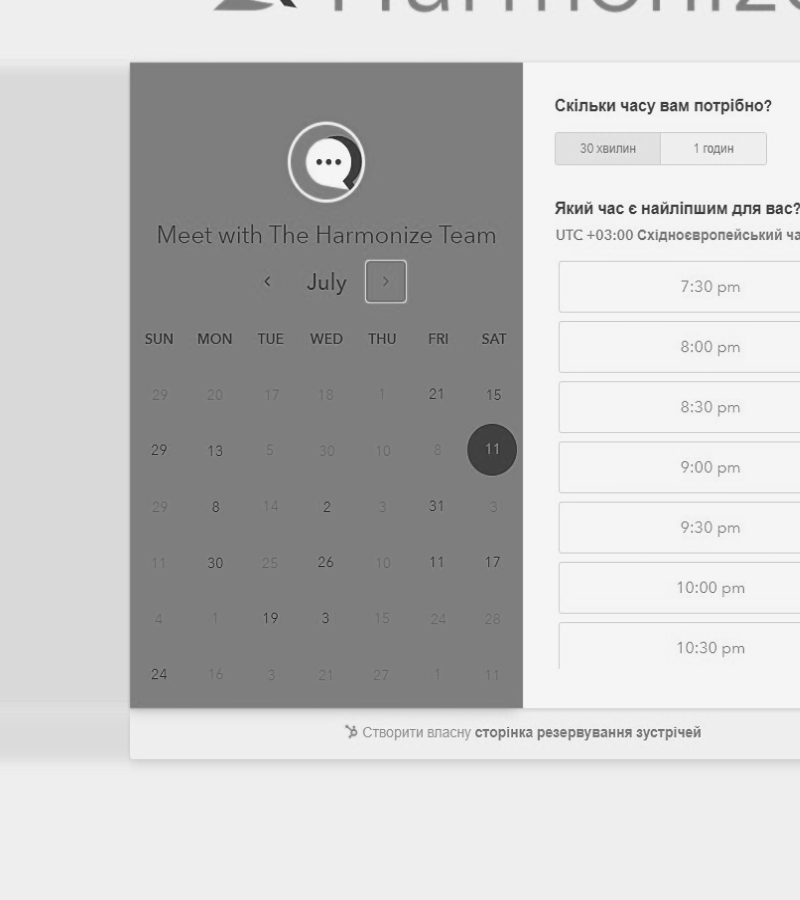 Harmonize
Meet with The Harmonize Team
July
SUN MON TUE WED THU FRI SAT
29 20 17 18 1 21 15
29 13 5 30 10 8 11
29 8 14 2 3 31 3
11 30 25 26 10 11 17
4 1 19 3 15 24 28
24 16 3 21 27 1 11
Скільки часу вам потрібно?
30 хвилин 1 годин
Який час є найліпшим для вас?
UTC +03:00 Східноєвропейський ча
7:30 pm
8:00 pm
8:30 pm
9:00 pm
9:30 pm
10:00 pm
10:30 pm
Створити власну сторінка резервування зустрічей